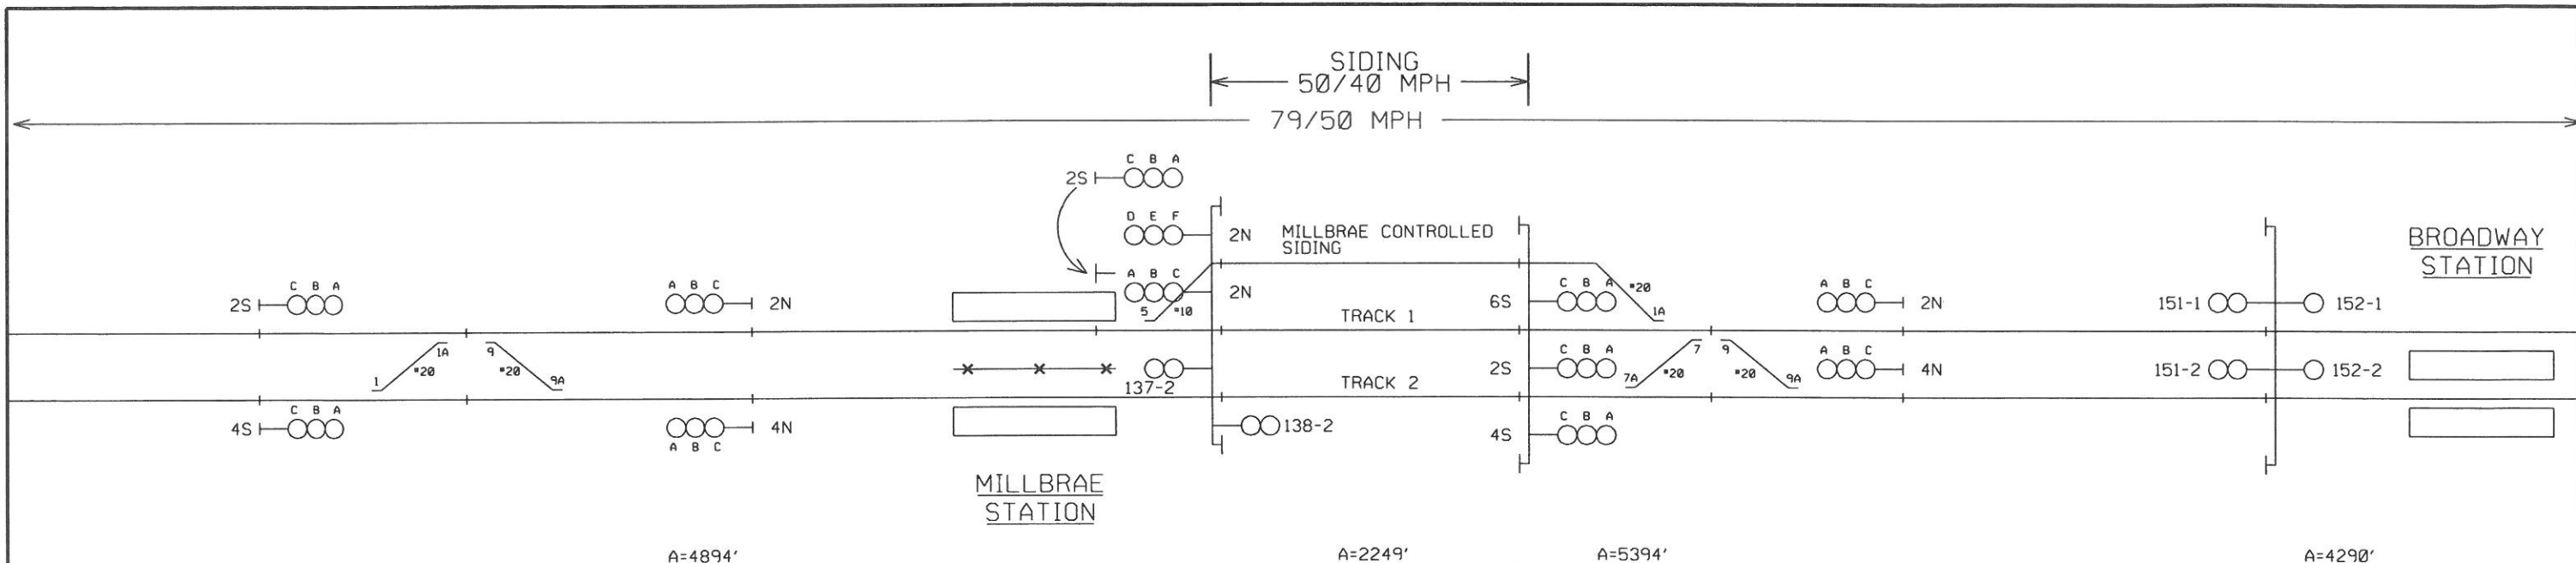 SIDING
50/40 MPH
79/50 MPH
C B A
2S
D E F
2N
MILLBRAE CONTROLLED
SIDING
BROADWAY
STATION
A B C
2N
C B A
2S
A B C
2N
5
*10
TRACK 1
6S
C B A
*20
1A
A B C
2N
151-1
152-1
1
*20
1A
9
*20
9A
137-2
TRACK 2
2S
C B A
7A
*20
7
9
*20
9A
A B C
4N
151-2
152-2
C B A
4S
4N
A B C
138-2
4S
C B A
MILLBRAE
STATION
A=4894'
A=2249'
A=5394'
A=4290'